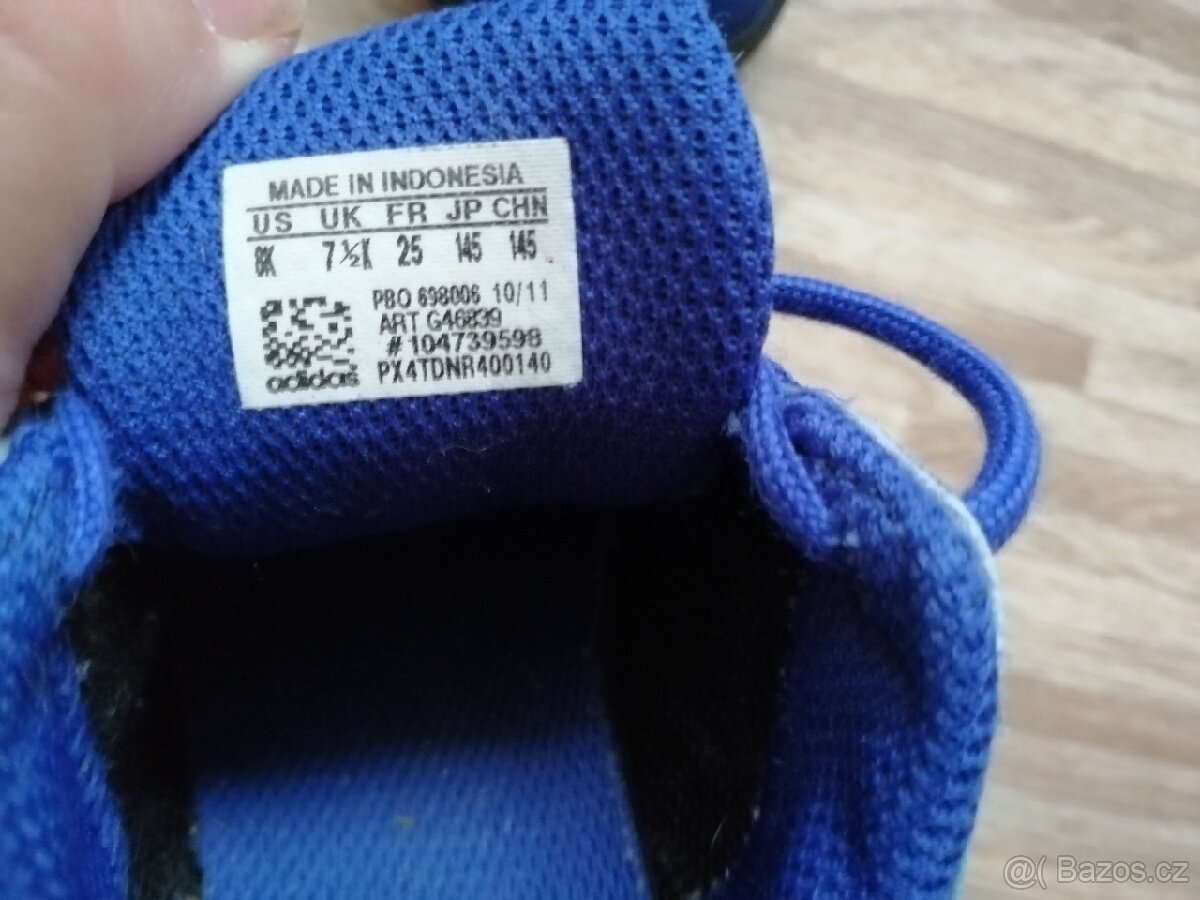 MADE IN INDONESIA
US UK FR JP CHN
8K 7½K 25 145 145
PBO 698006 10/11
ART G46839
#104739598
adidas PX4TDNR400140
@( Bazos.cz